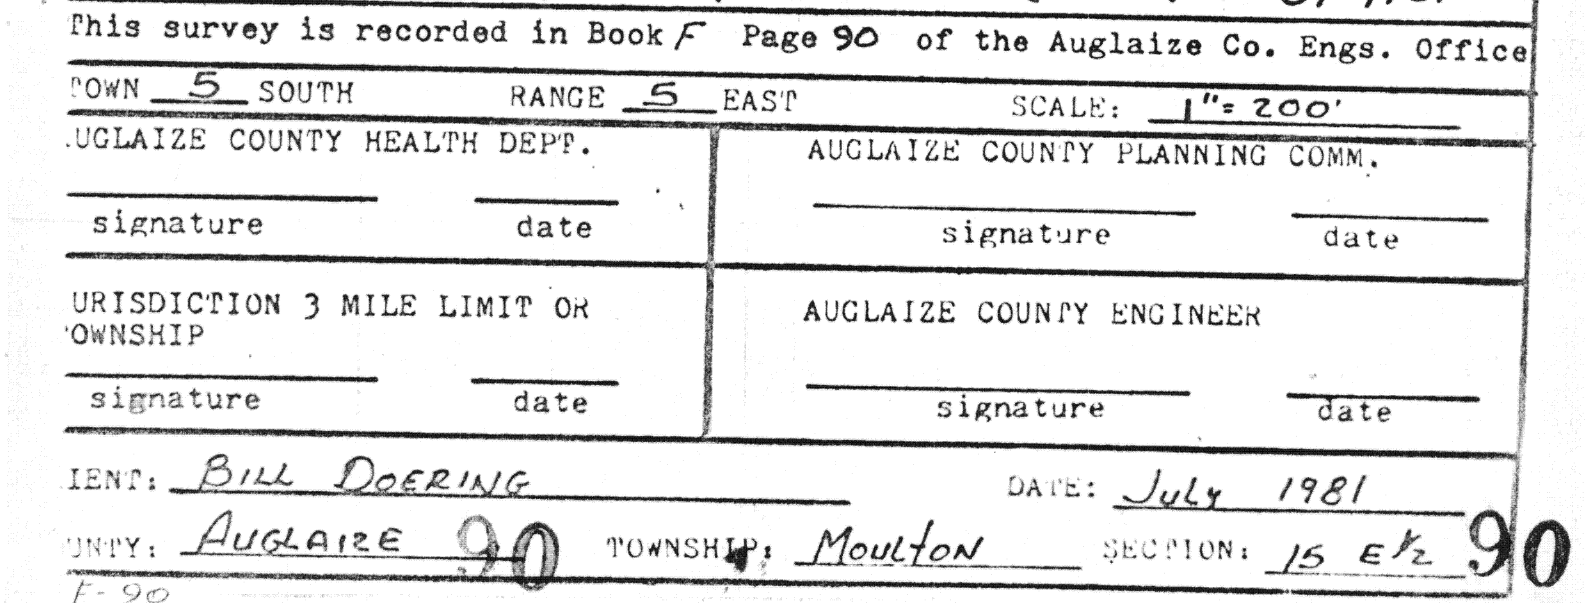 This survey is recorded in Book F Page 90 of the Auglaize Co. Engs. Office
TOWN 5 SOUTH RANGE 5 EAST SCALE: 1"= 200'
UGLAIZE COUNTY HEALTH DEPT. AUGLAIZE COUNTY PLANNING COMM.
signature date signature date
URISDICTION 3 MILE LIMIT OR
OWNSHIP
AUGLAIZE COUNTY ENGINEER
signature date signature date
IENT: BILL DOERING DATE: July 1981
UNTY: AUGLAIZE 90 TOWNSHIP: MOULTON SECTION: 15 E 1/2 90
F-90